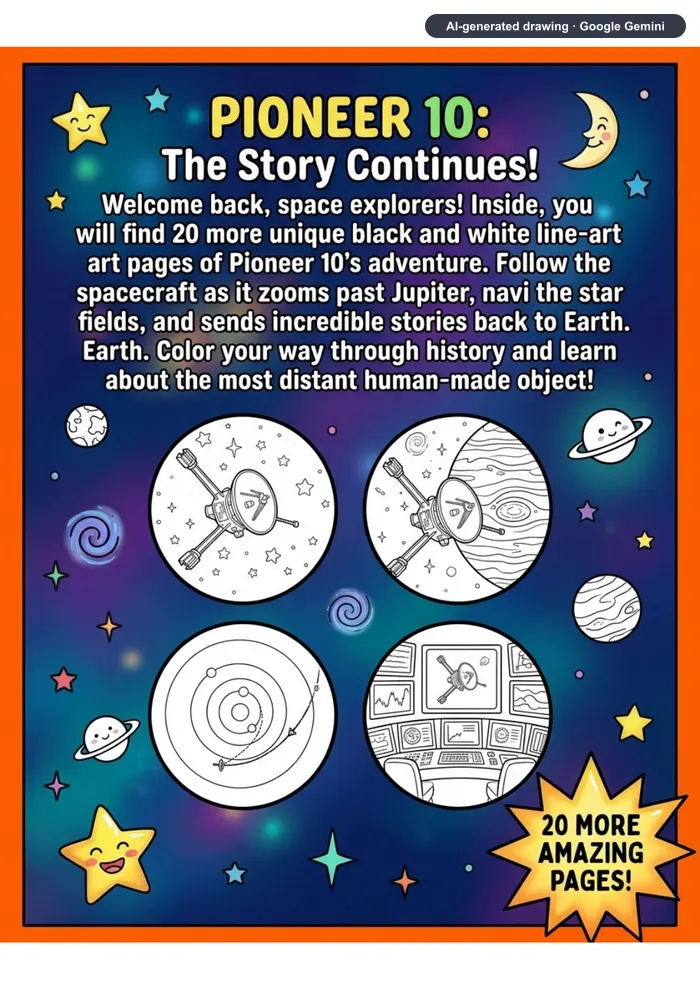 AI-generated drawing · Google Gemini
PIONEER 10:
The Story Continues!
Welcome back, space explorers! Inside, you
will find 20 more unique black and white line-art
art pages of Pioneer 10's adventure. Follow the
spacecraft as it zooms past Jupiter, navi the star
fields, and sends incredible stories back to Earth.
Earth. Color your way through history and learn
about the most distant human-made object!
20 MORE
AMAZING
PAGES!